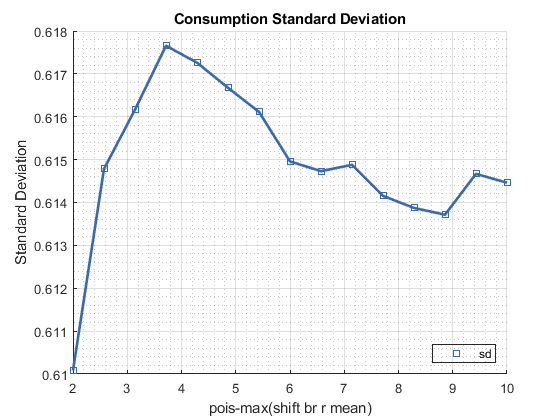 Consumption Standard Deviation
0.618
0.617
0.616
0.615
0.614
0.613
0.612
0.611
0.61
Standard Deviation
sd
2 3 4 5 6 7 8 9 10
pois-max(shift br r mean)